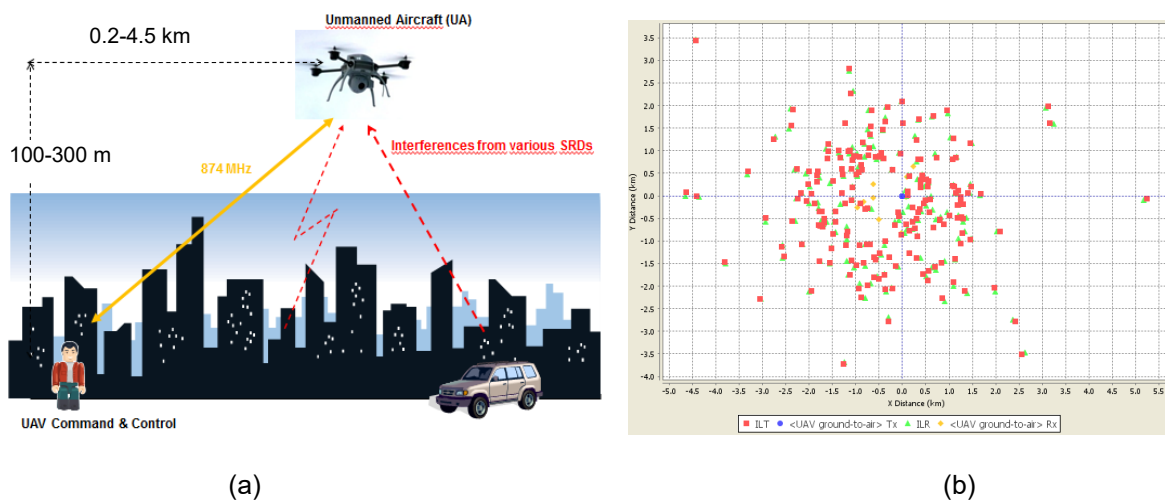 Unmanned Aircraft (UA)
0.2-4.5 km
100-300 m
874 MHz
Interferences from various SRDs
UAV Command & Control
(a)
3.5
3.0
2.5
2.0
1.5
1.0
0.5
0.0
-0.5
-1.0
-1.5
-2.0
-2.5
-3.0
-3.5
-4.0
Y Distance (km)
-5.0 -4.5 -4.0 -3.5 -3.0 -2.5 -2.0 -1.5 -1.0 -0.5 0.0 0.5 1.0 1.5 2.0 2.5 3.0 3.5 4.0 4.5 5.0 5.5
X Distance (km)
ILT <UAV ground-to-air> Tx ILR <UAV ground-to-air> Rx
(b)